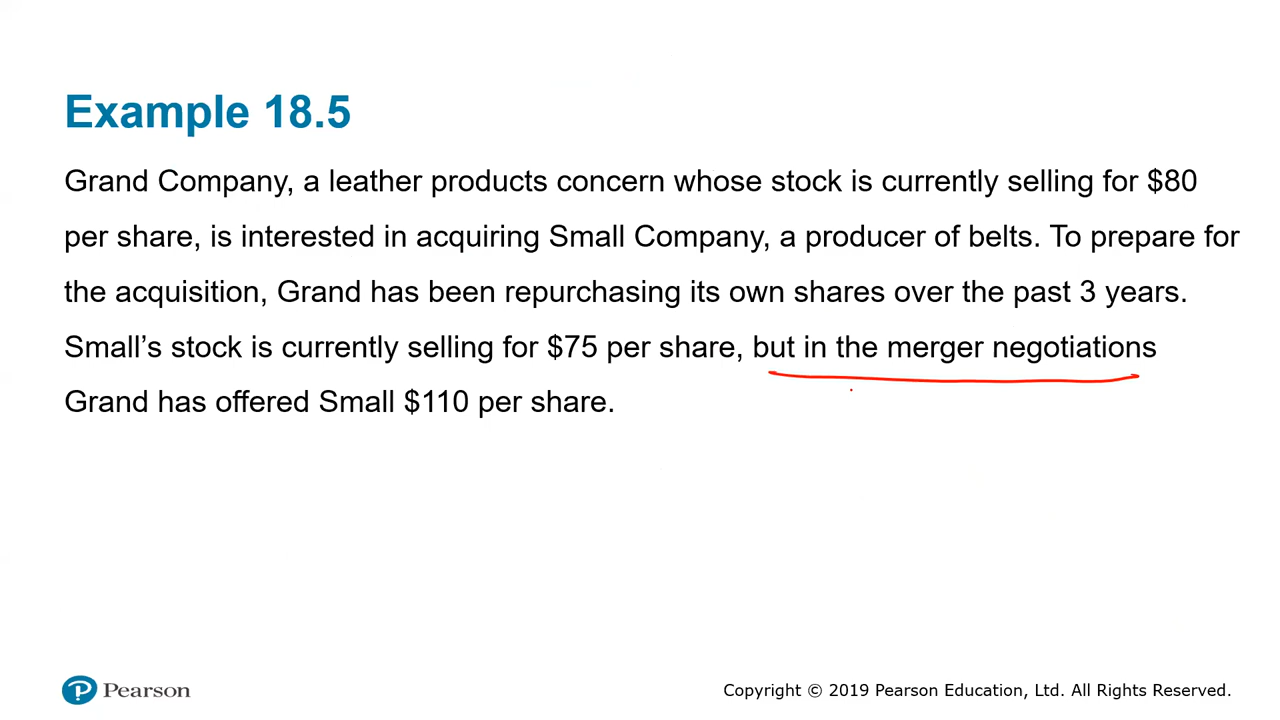 Example 18.5
Grand Company, a leather products concern whose stock is currently selling for $80
per share, is interested in acquiring Small Company, a producer of belts. To prepare for
the acquisition, Grand has been repurchasing its own shares over the past 3 years.
Small’s stock is currently selling for $75 per share, but in the merger negotiations
Grand has offered Small $110 per share.
Pearson
Copyright © 2019 Pearson Education, Ltd. All Rights Reserved.